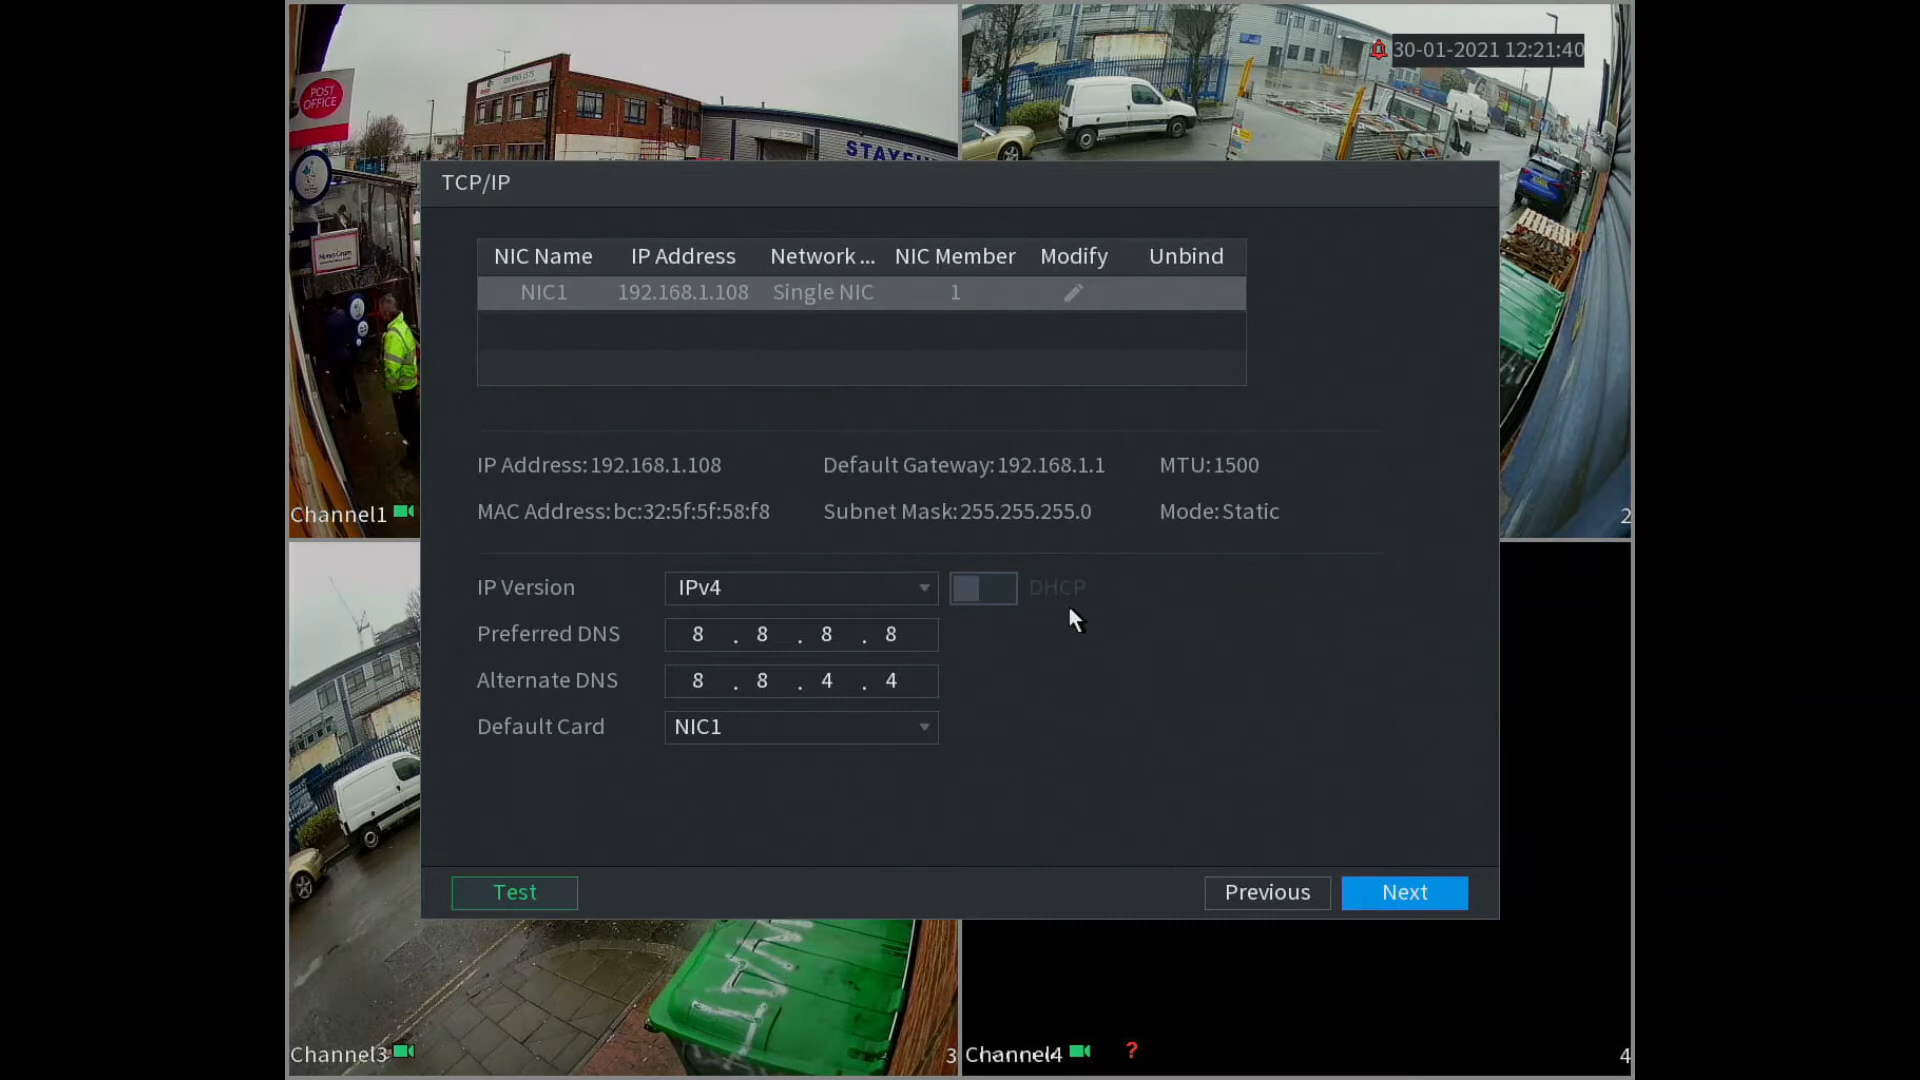 POST
OFFICE
STAYFU
30-01-2021 12:21:40
TCP/IP
NIC Name IP Address Network ... NIC Member Modify Unbind
NIC1 192.168.1.108 Single NIC 1
IP Address:192.168.1.108 Default Gateway:192.168.1.1 MTU:1500
MAC Address:bc:32:5f:5f:58:f8 Subnet Mask:255.255.255.0 Mode:Static
Channel1
2
IP Version IPv4 DHCP
Preferred DNS 8 . 8 . 8 . 8
Alternate DNS 8 . 8 . 4 . 4
Default Card NIC1
Test Previous Next
Channel3
3
Channel4 ?
4